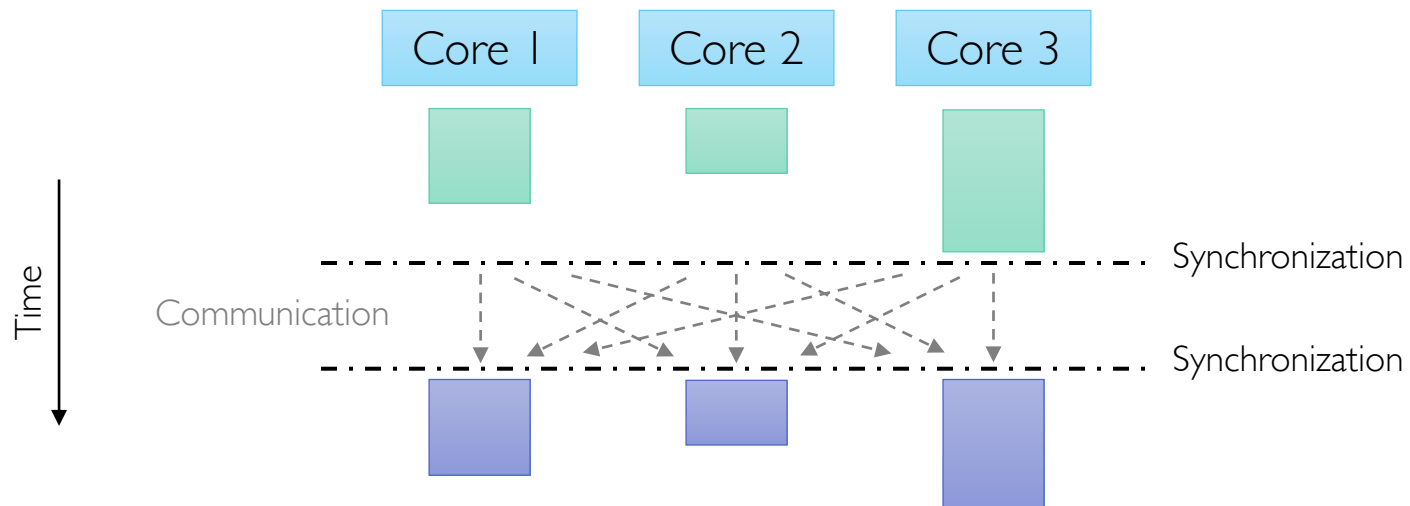 Core 1
Core 2
Core 3
Time
Synchronization
Communication
Synchronization